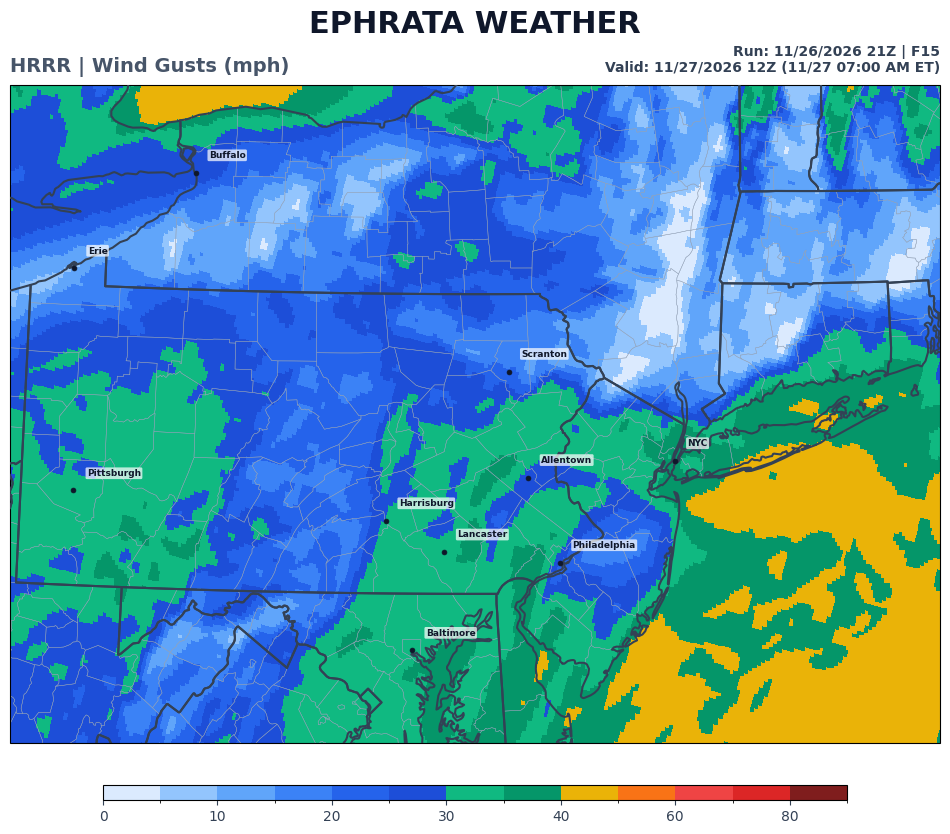 EPHRATA WEATHER
HRRR | Wind Gusts (mph)
Run: 11/26/2026 21Z | F15
Valid: 11/27/2026 12Z (11/27 07:00 AM ET)
Buffalo
Erie
Scranton
NYC
Allentown
Pittsburgh
Harrisburg
Lancaster
Philadelphia
Baltimore
0 10 20 30 40 50 60 70 80